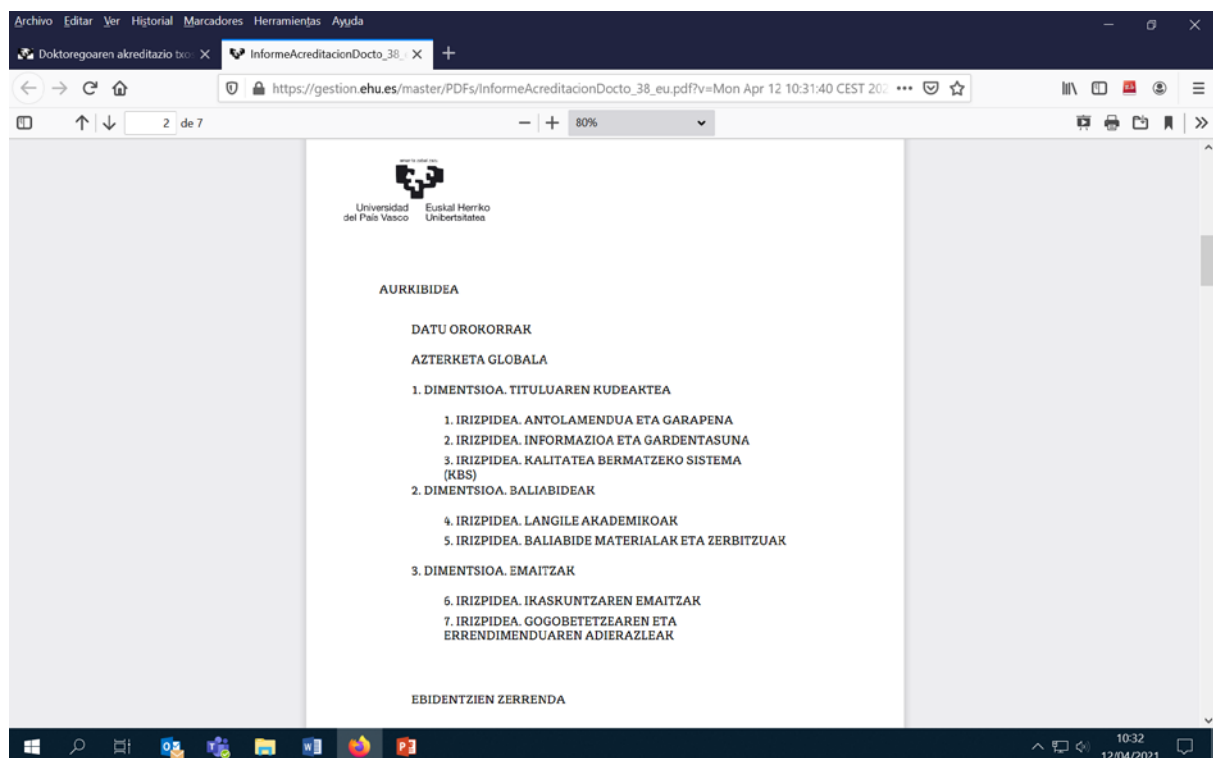 Archivo Editar Ver Historial Marcadores Herramientas Ayuda
Doktoregoaren akreditazio txo
InformeAcreditacionDocto_38_
https://gestion.ehu.es/master/PDFs/InformeAcreditacionDocto_38_eu.pdf?v=Mon Apr 12 10:31:40 CEST 202
2 de 7
80%
Universidad del País Vasco
Euskal Herriko Unibertsitatea
AURKIBIDEA
DATU OROKORRAK
AZTERKETA GLOBALA
1. DIMENTSIOA. TITULUAREN KUDEAKTEA
1. IRIZPIDEA. ANTOLAMENDUA ETA GARAPENA
2. IRIZPIDEA. INFORMAZIOA ETA GARDENTASUNA
3. IRIZPIDEA. KALITATEA BERMATZEKO SISTEMA
(KBS)
2. DIMENTSIOA. BALIABIDEAK
4. IRIZPIDEA. LANGILE AKADEMIKOAK
5. IRIZPIDEA. BALIABIDE MATERIALAK ETA ZERBITZUAK
3. DIMENTSIOA. EMAITZAK
6. IRIZPIDEA. IKASKUNTZAREN EMAITZAK
7. IRIZPIDEA. GOGOBETETZEAREN ETA
ERRENDIMENDUAREN ADIERAZLEAK
EBIDENTZIEN ZERRENDA
10:32
12/04/2021